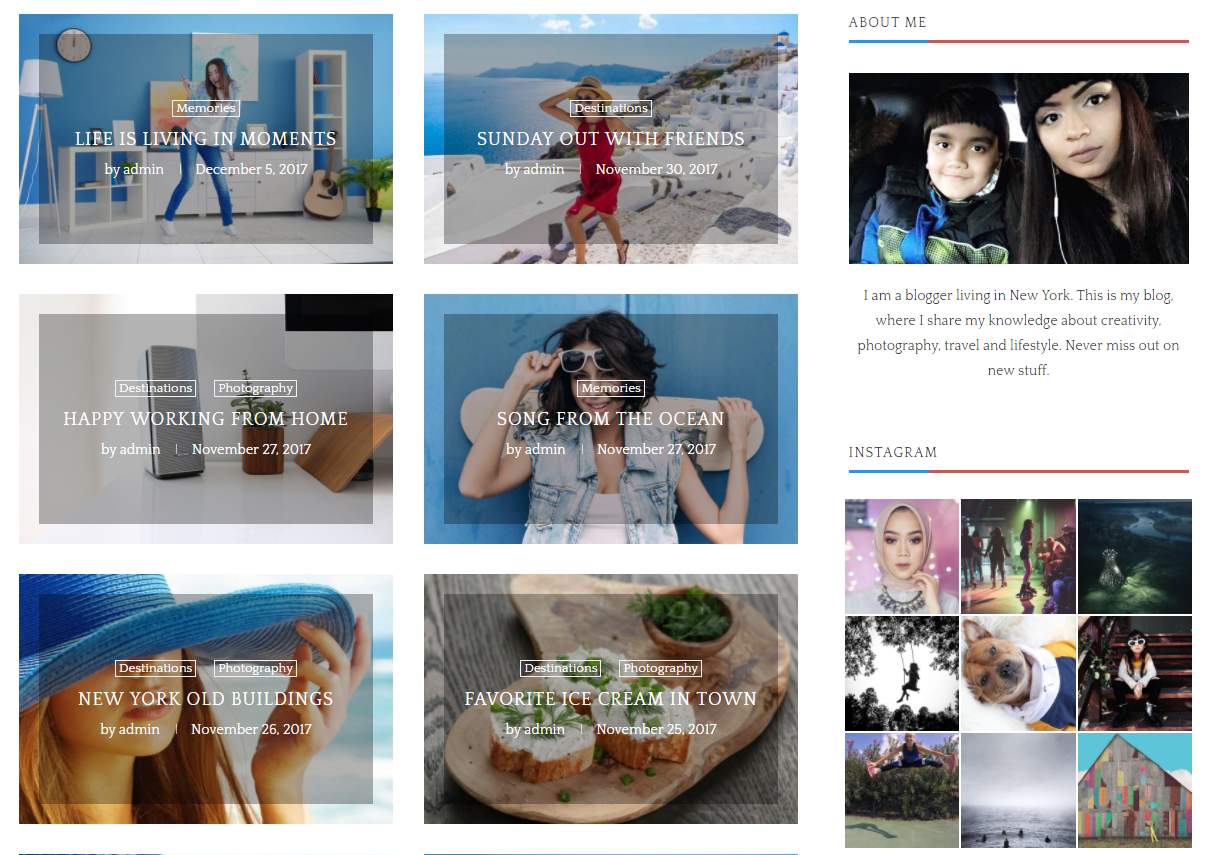 Memories
LIFE IS LIVING IN MOMENTS
by admin | December 5, 2017
Destinations
SUNDAY OUT WITH FRIENDS
by admin | November 30, 2017
Destinations Photography
HAPPY WORKING FROM HOME
by admin | November 27, 2017
Memories
SONG FROM THE OCEAN
by admin | November 27, 2017
Destinations Photography
NEW YORK OLD BUILDINGS
by admin | November 26, 2017
Destinations Photography
FAVORITE ICE CREAM IN TOWN
by admin | November 25, 2017
ABOUT ME
I am a blogger living in New York. This is my blog,
where I share my knowledge about creativity,
photography, travel and lifestyle. Never miss out on
new stuff.
INSTAGRAM